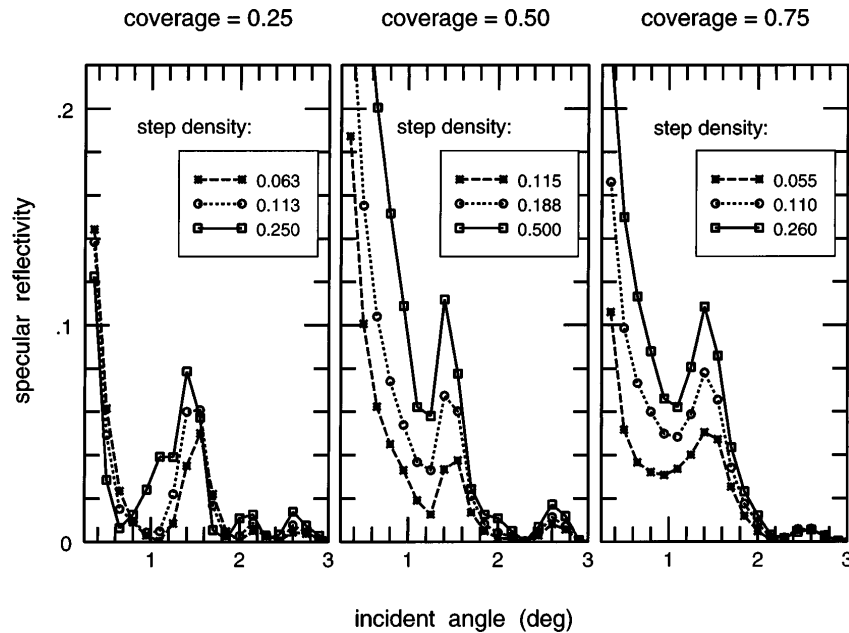 coverage = 0.25 coverage = 0.50 coverage = 0.75
specular reflectivity
.2
.1
0
step density:
0.063
0.113
0.250
step density:
0.115
0.188
0.500
step density:
0.055
0.110
0.260
1 2 1 2 1 2 3
incident angle (deg)